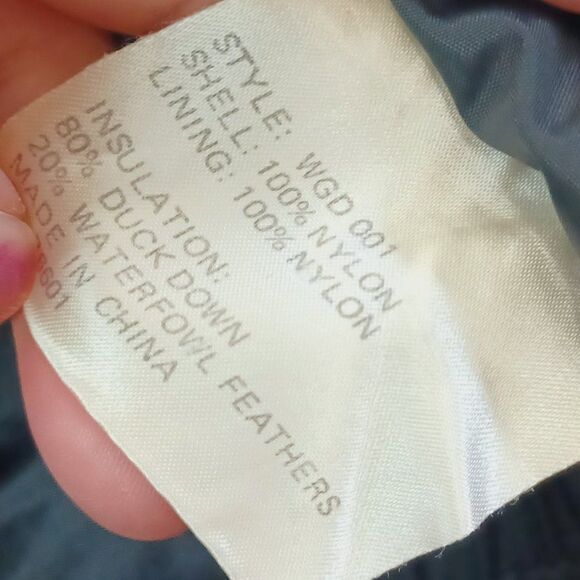 STYLE: WGD 001
SHELL: 100% NYLON
LINING: 100% NYLON
INSULATION:
80% DUCK DOWN
20% WATERFOWL FEATHERS
MADE IN CHINA